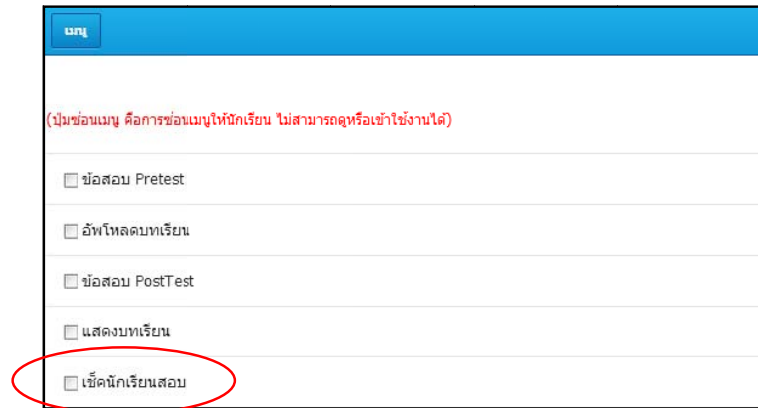 เมนู
(ปุ่มซ่อนเมนู คือการซ่อนเมนูให้นักเรียน ไม่สามารถดูหรือเข้าใช้งานได้)
ข้อสอบ Pretest
อัพโหลดบทเรียน
ข้อสอบ PostTest
แสดงบทเรียน
เช็คนักเรียนสอบ